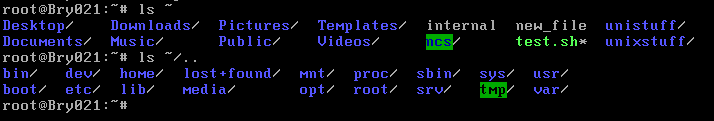 root@Bry021:~# ls ~
Desktop/ Downloads/ Pictures/ Templates/ internal new_file unistuff/
Documents/ Music/ Public/ Videos/ ncs/ test.sh* unixstuff/
root@Bry021:~# ls ~/..
bin/ dev/ home/ lost+found/ mnt/ proc/ sbin/ sys/ usr/
boot/ etc/ lib/ media/ opt/ root/ srv/ tmp/ var/
root@Bry021:~#